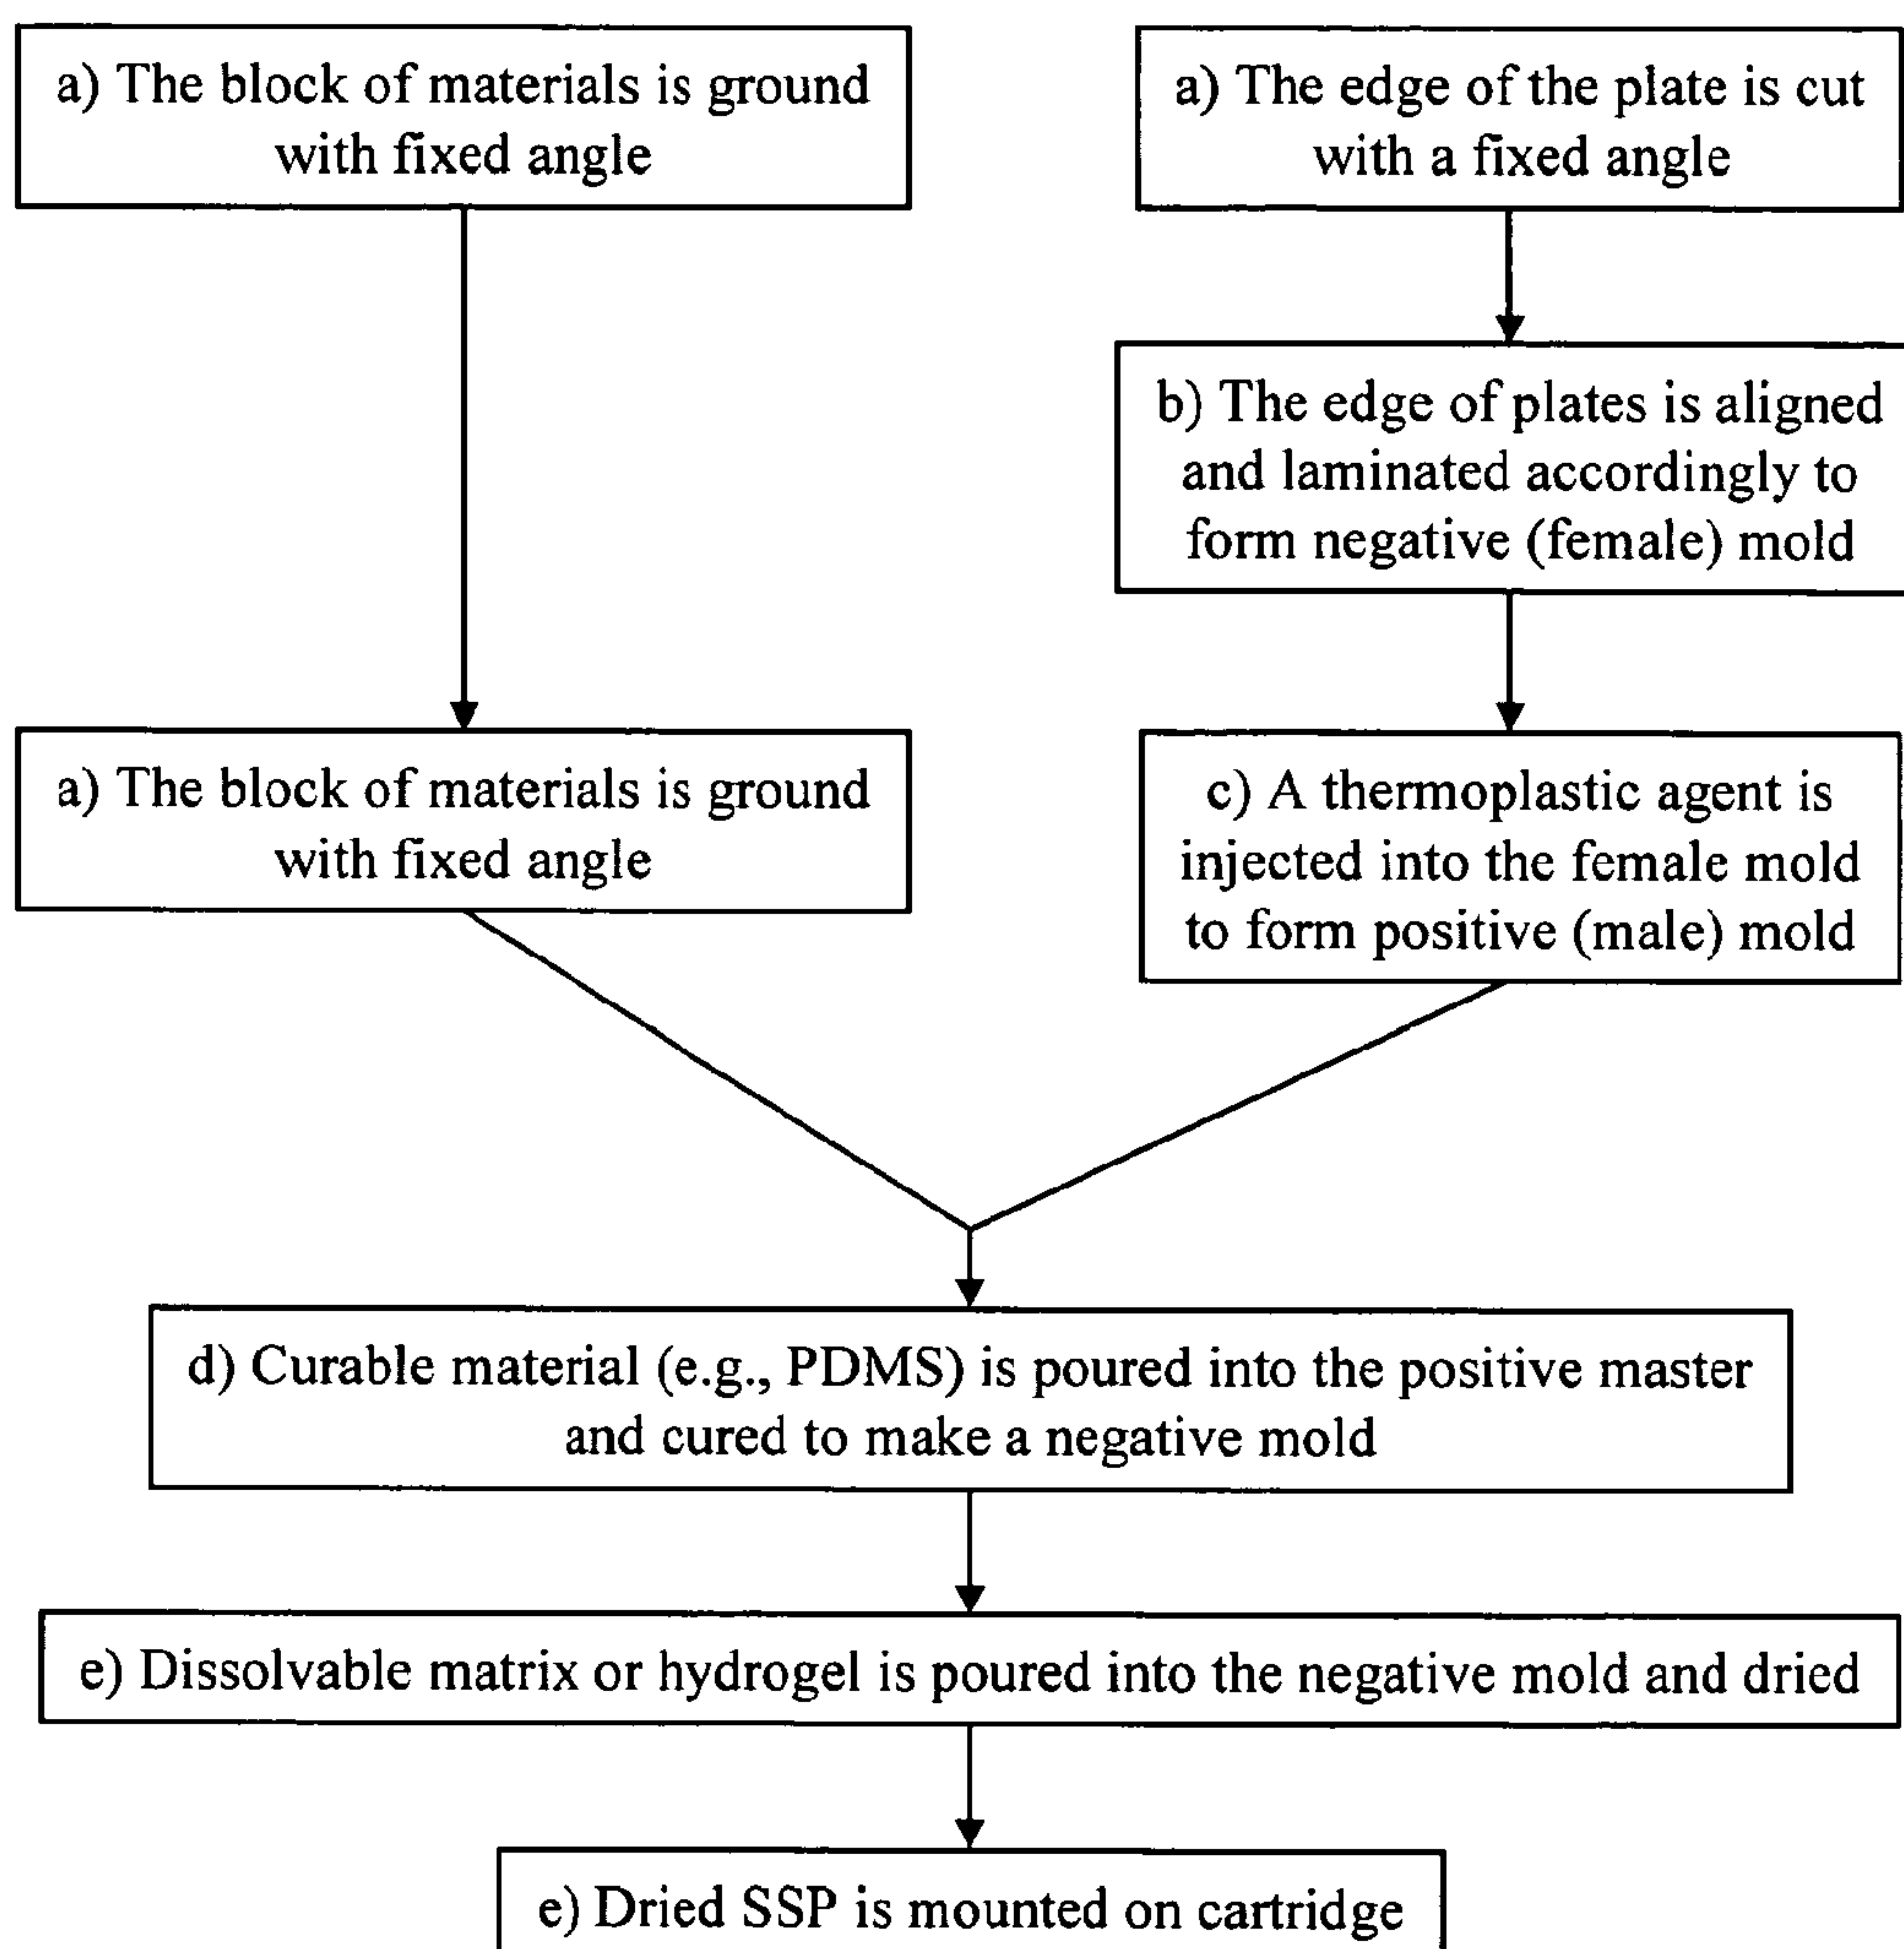 a) The block of materials is ground
with fixed angle
a) The edge of the plate is cut
with a fixed angle
b) The edge of plates is aligned
and laminated accordingly to
form negative (female) mold
a) The block of materials is ground
with fixed angle
c) A thermoplastic agent is
injected into the female mold
to form positive (male) mold
d) Curable material (e.g., PDMS) is poured into the positive master
and cured to make a negative mold
e) Dissolvable matrix or hydrogel is poured into the negative mold and dried
e) Dried SSP is mounted on cartridge